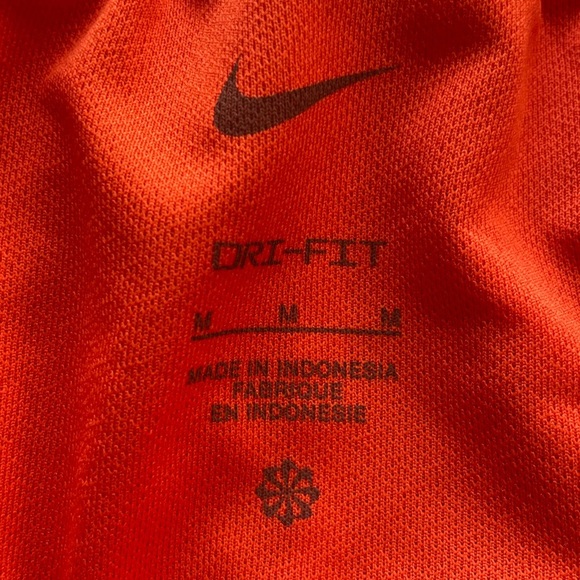 DRI-FIT
M M M
MADE IN INDONESIA
FABRIQUE
EN INDONESIE